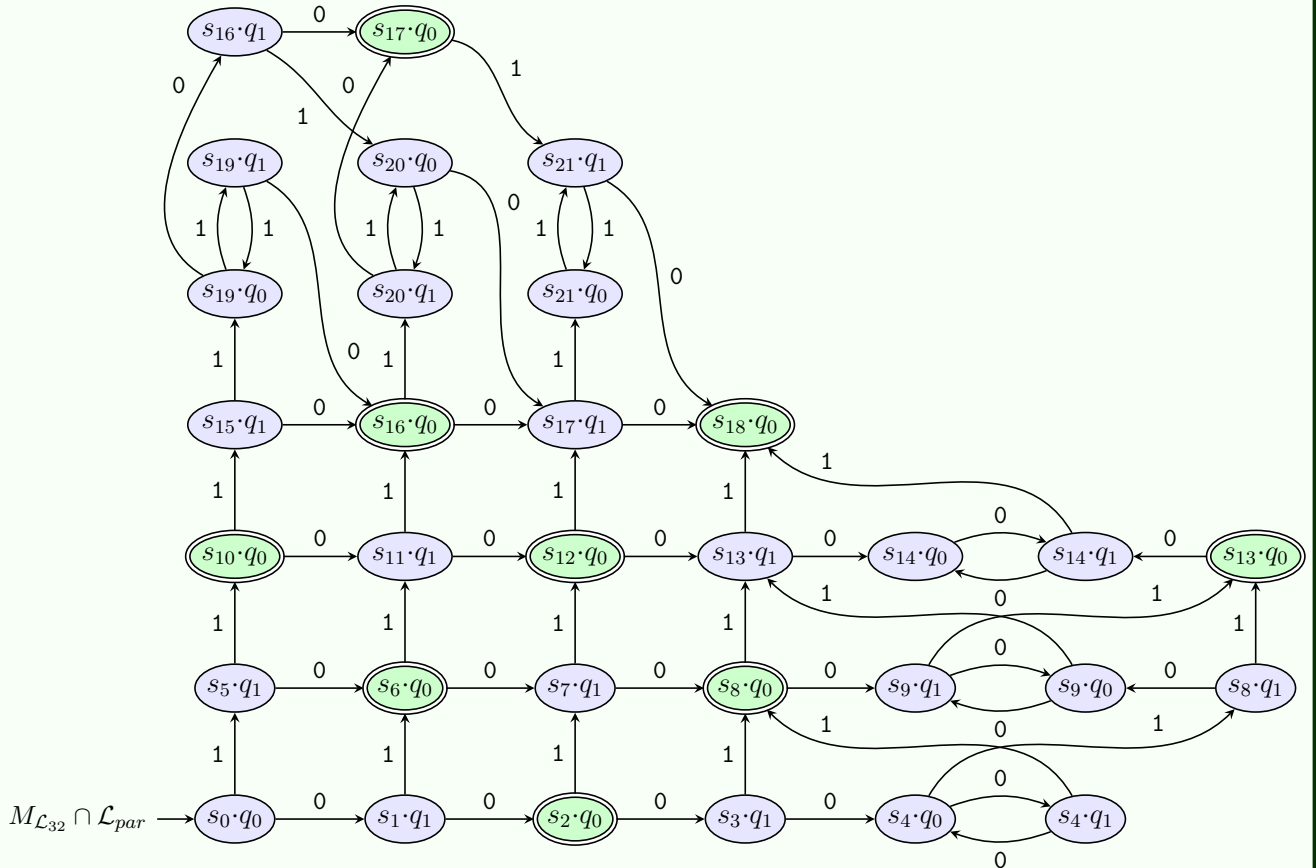 s₁₆·q₁ 0 s₁₇·q₀
0 0 1
1
s₁₉·q₁ s₂₀·q₀ s₂₁·q₁
0
1 1 1 1 1 1
0
s₁₉·q₀ s₂₀·q₁ s₂₁·q₀
1 0 1 1
s₁₅·q₁ 0 s₁₆·q₀ 0 s₁₇·q₁ 0 s₁₈·q₀
1
1 1 1 1
s₁₀·q₀ 0 s₁₁·q₁ 0 s₁₂·q₀ 0 s₁₃·q₁ 0 s₁₄·q₀ 0 s₁₄·q₁ 0 s₁₃·q₀
1 0 1
1 1 1 1 1
s₅·q₁ 0 s₆·q₀ 0 s₇·q₁ 0 s₈·q₀ 0 s₉·q₁ 0 s₉·q₀ 0 s₈·q₁
1 0 1
1 1 1 1
M_{ℒ₃₂} ∩ ℒ_{par} s₀·q₀ 0 s₁·q₁ 0 s₂·q₀ 0 s₃·q₁ 0 s₄·q₀ 0 s₄·q₁
0